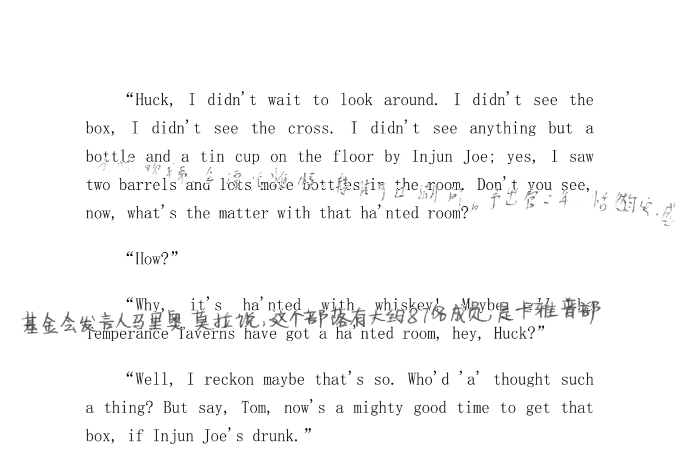 “Huck, I didn't wait to look around. I didn't see the
box, I didn't see the cross. I didn't see anything but a
bottle and a tin cup on the floor by Injun Joe; yes, I saw
two barrels and lots more bottles in the room. Don't you see,
now, what's the matter with that ha'nted room?”
“How?”
“Why, it's ha'nted with whiskey! Maybe all the
基金会发言人马里奥莫拉说,这个部落有大约87%成员是卡雅普部
Temperance Taverns have got a ha'nted room, hey, Huck?”
“Well, I reckon maybe that's so. Who'd 'a' thought such
a thing? But say, Tom, now's a mighty good time to get that
box, if Injun Joe's drunk.”